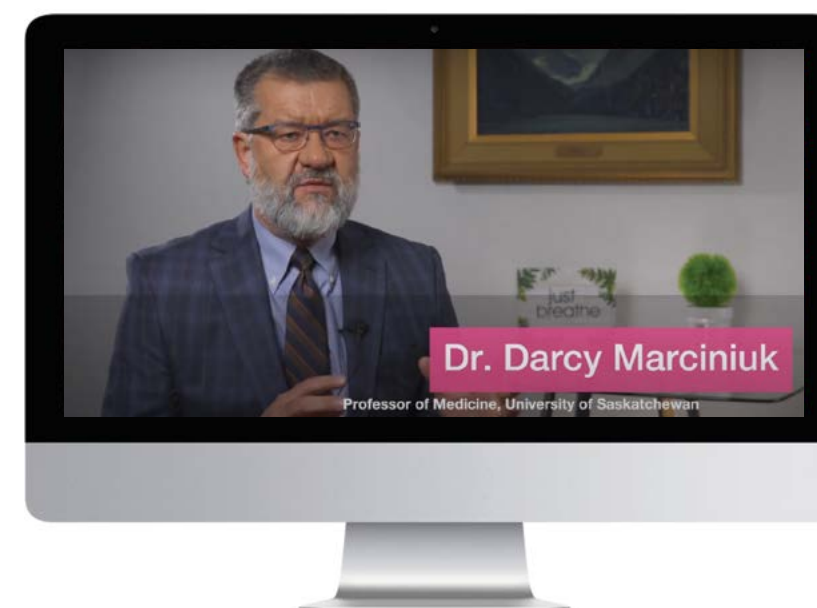 just
breathe
Dr. Darcy Marciniuk
Professor of Medicine, University of Saskatchewan